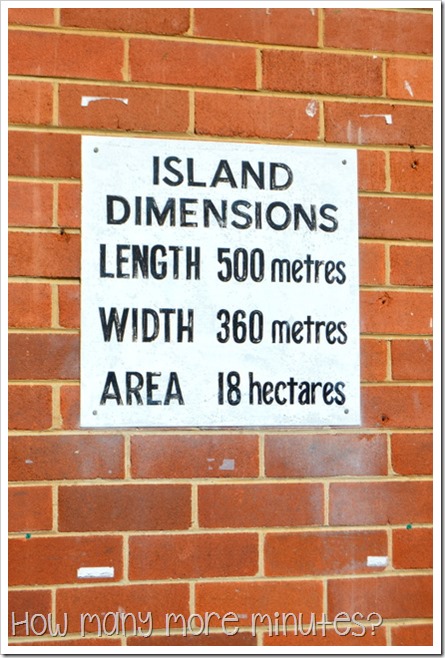 ISLAND
DIMENSIONS
LENGTH 500 metres
WIDTH 360 metres
AREA 18 hectares
HOW MANY MORE MINUTES?